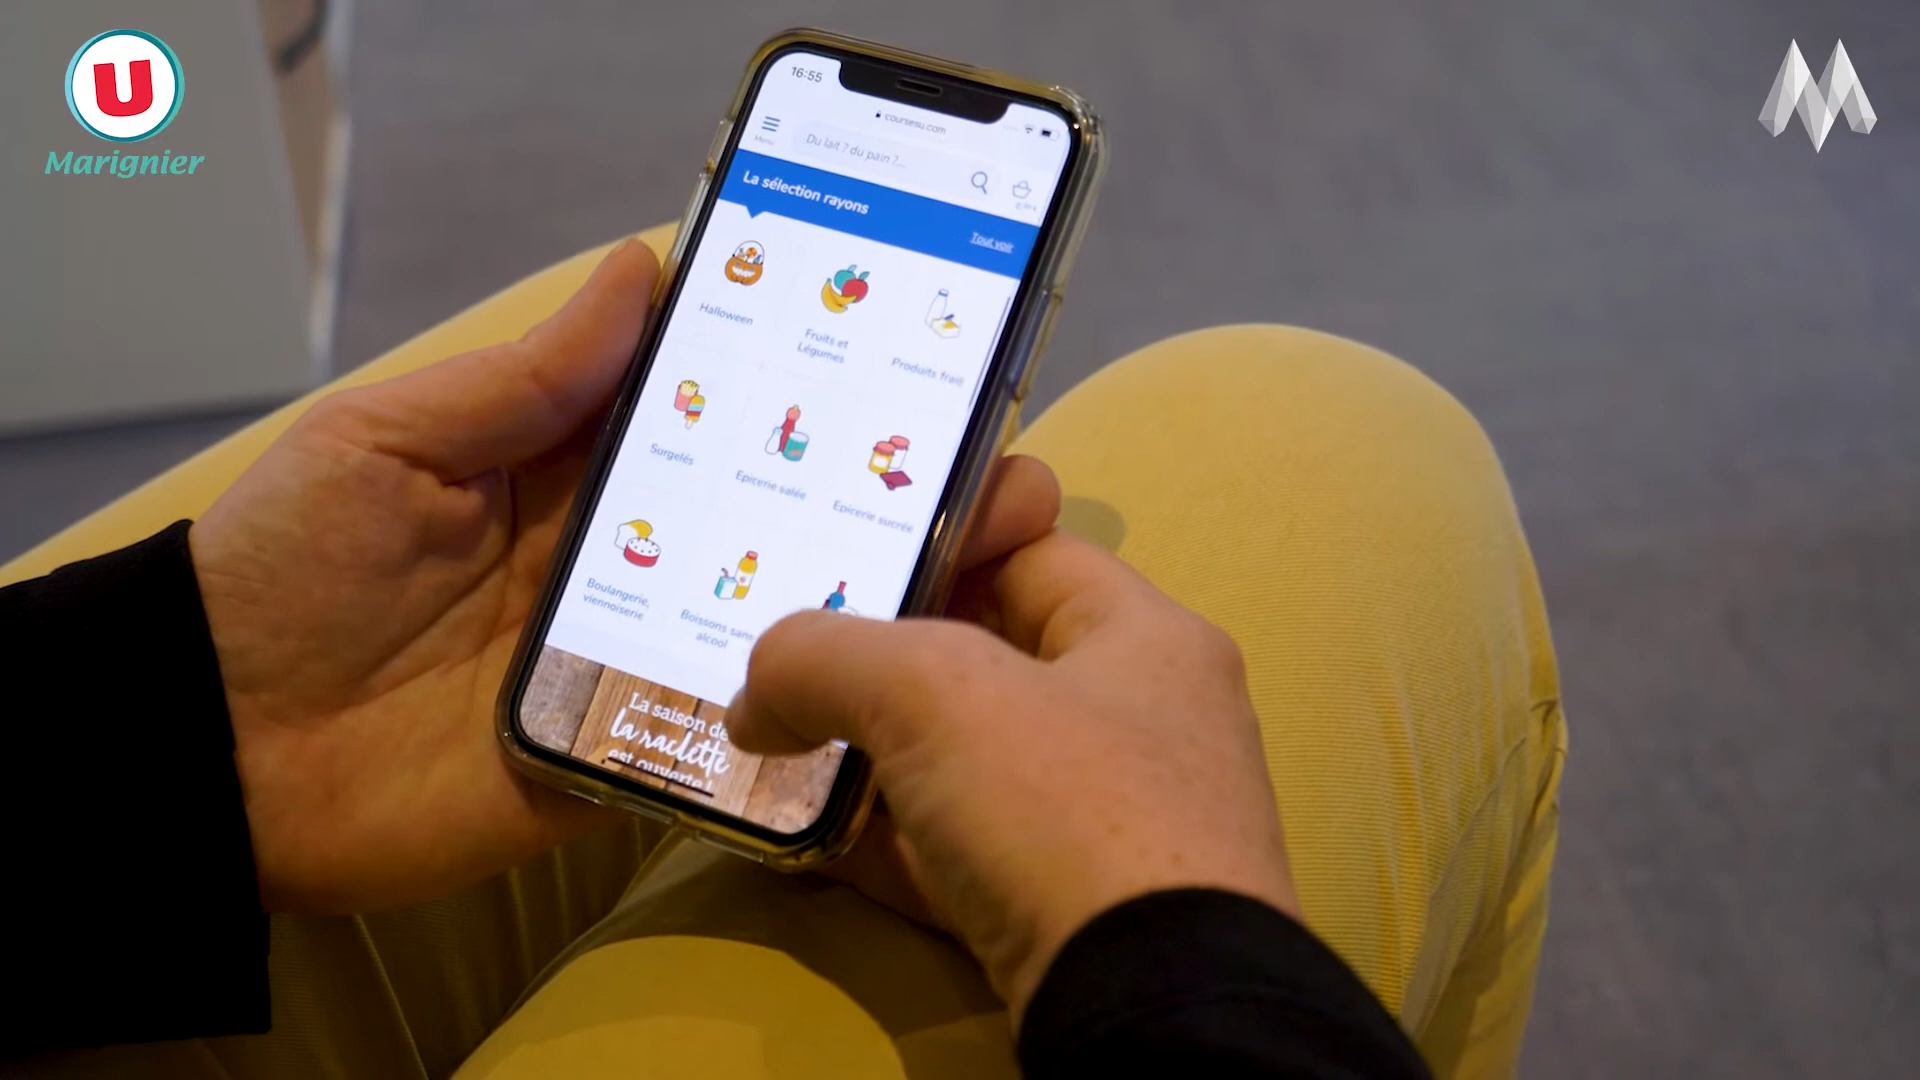 U
Marignier
16:55
coursesu.com
Menu
Du lait ? du pain ?...
La sélection rayons
Tout voir
Halloween
Fruits et
Légumes
Produits frais
Surgelés
Epicerie salée
Epicerie sucrée
Boulangerie,
viennoiserie
Boissons sans
alcool
La saison de
la raclette
est ouverte !